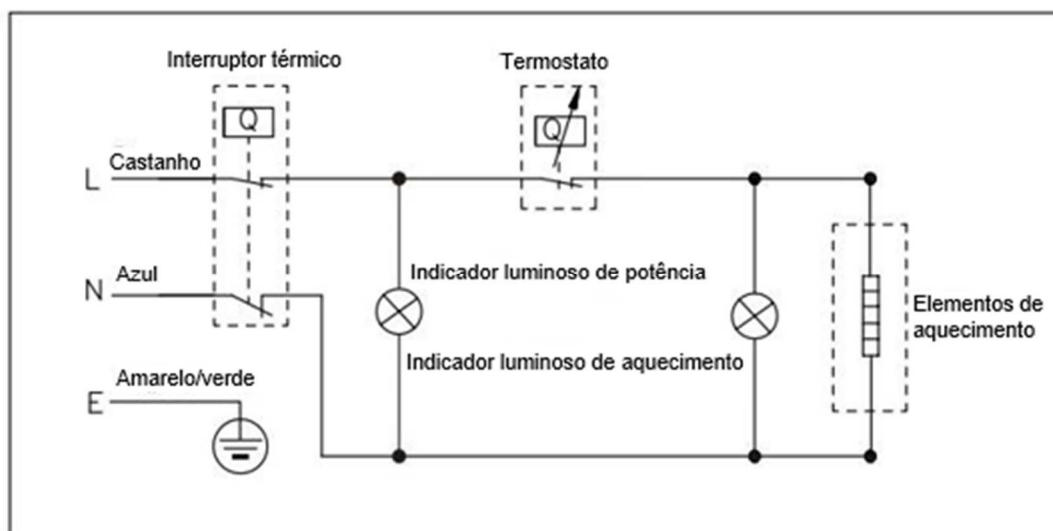 Interruptor térmico
Termostato
Q
Q
L
Castanho
N
Azul
Indicador luminoso de potência
Indicador luminoso de aquecimento
Elementos de
aquecimento
E
Amarelo/verde